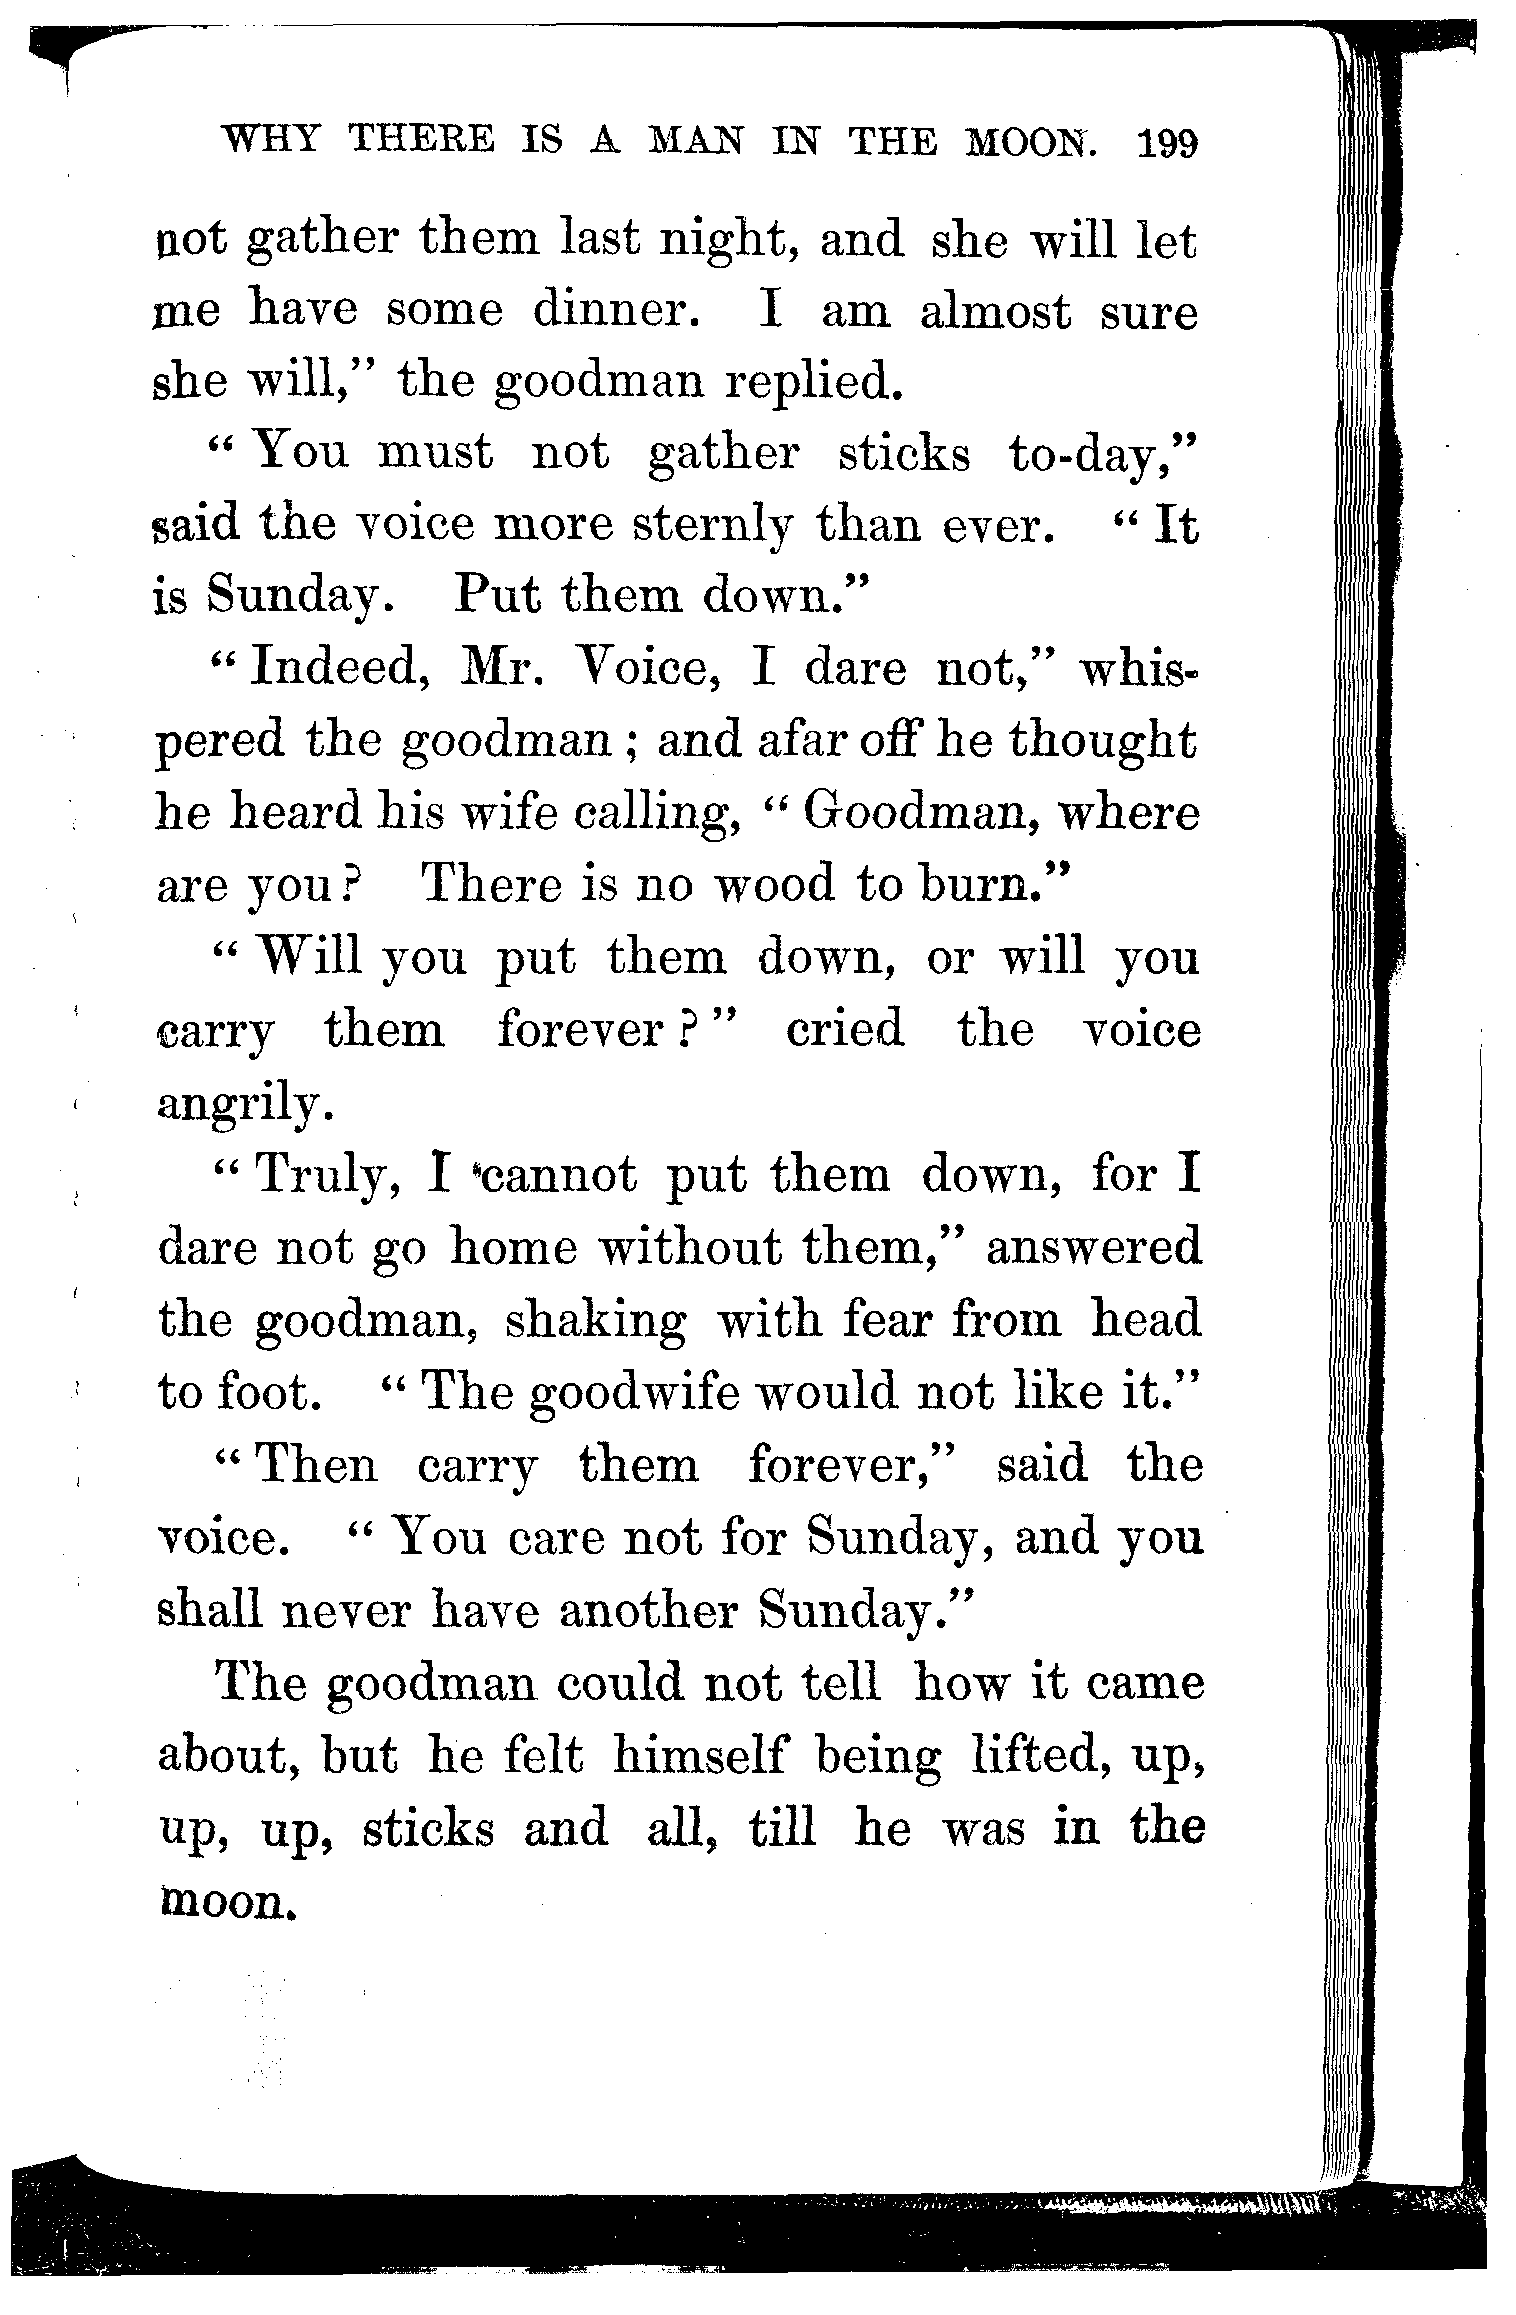 WHY THERE IS A MAN IN THE MOON. 199
not gather them last night, and she will let
me have some dinner. I am almost sure
she will,” the goodman replied.
“ You must not gather sticks to-day,”
said the voice more sternly than ever. “ It
is Sunday. Put them down.”
“ Indeed, Mr. Voice, I dare not,” whis-
pered the goodman ; and afar off he thought
he heard his wife calling, “ Goodman, where
are you? There is no wood to burn.”
“ Will you put them down, or will you
carry them forever ? ” cried the voice
angrily.
“ Truly, I cannot put them down, for I
dare not go home without them,” answered
the goodman, shaking with fear from head
to foot. “ The goodwife would not like it.”
“ Then carry them forever,” said the
voice. “ You care not for Sunday, and you
shall never have another Sunday.”
The goodman could not tell how it came
about, but he felt himself being lifted, up,
up, up, sticks and all, till he was in the
moon.